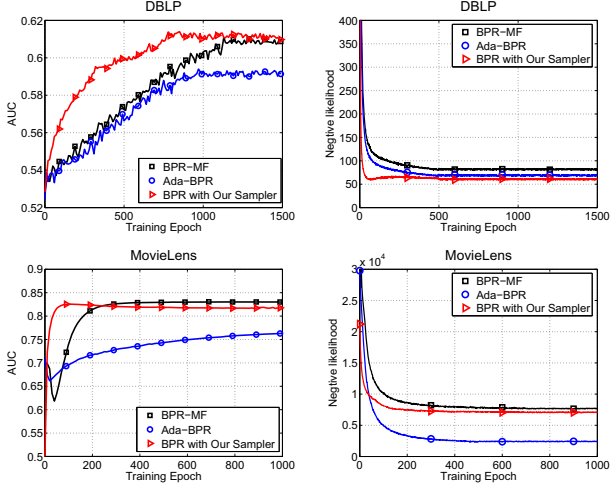 DBLP
AUC
0.62
0.6
0.58
0.56
0.54
0.52
0
500
1000
1500
Training Epoch
BPR−MF
Ada−BPR
BPR with Our Sampler
DBLP
Negtive likelihood
400
350
300
250
200
150
100
50
0
0
500
1000
1500
Training Epoch
BPR−MF
Ada−BPR
BPR with Our Sampler
MovieLens
AUC
0.9
0.85
0.8
0.75
0.7
0.65
0.6
0.55
0.5
0
200
400
600
800
1000
Training Epoch
BPR−MF
Ada−BPR
BPR with Our Sampler
MovieLens
x 10^4
Negtive likelihood
3
2.5
2
1.5
1
0.5
0
0
200
400
600
800
1000
Training Epoch
BPR−MF
Ada−BPR
BPR with Our Sampler